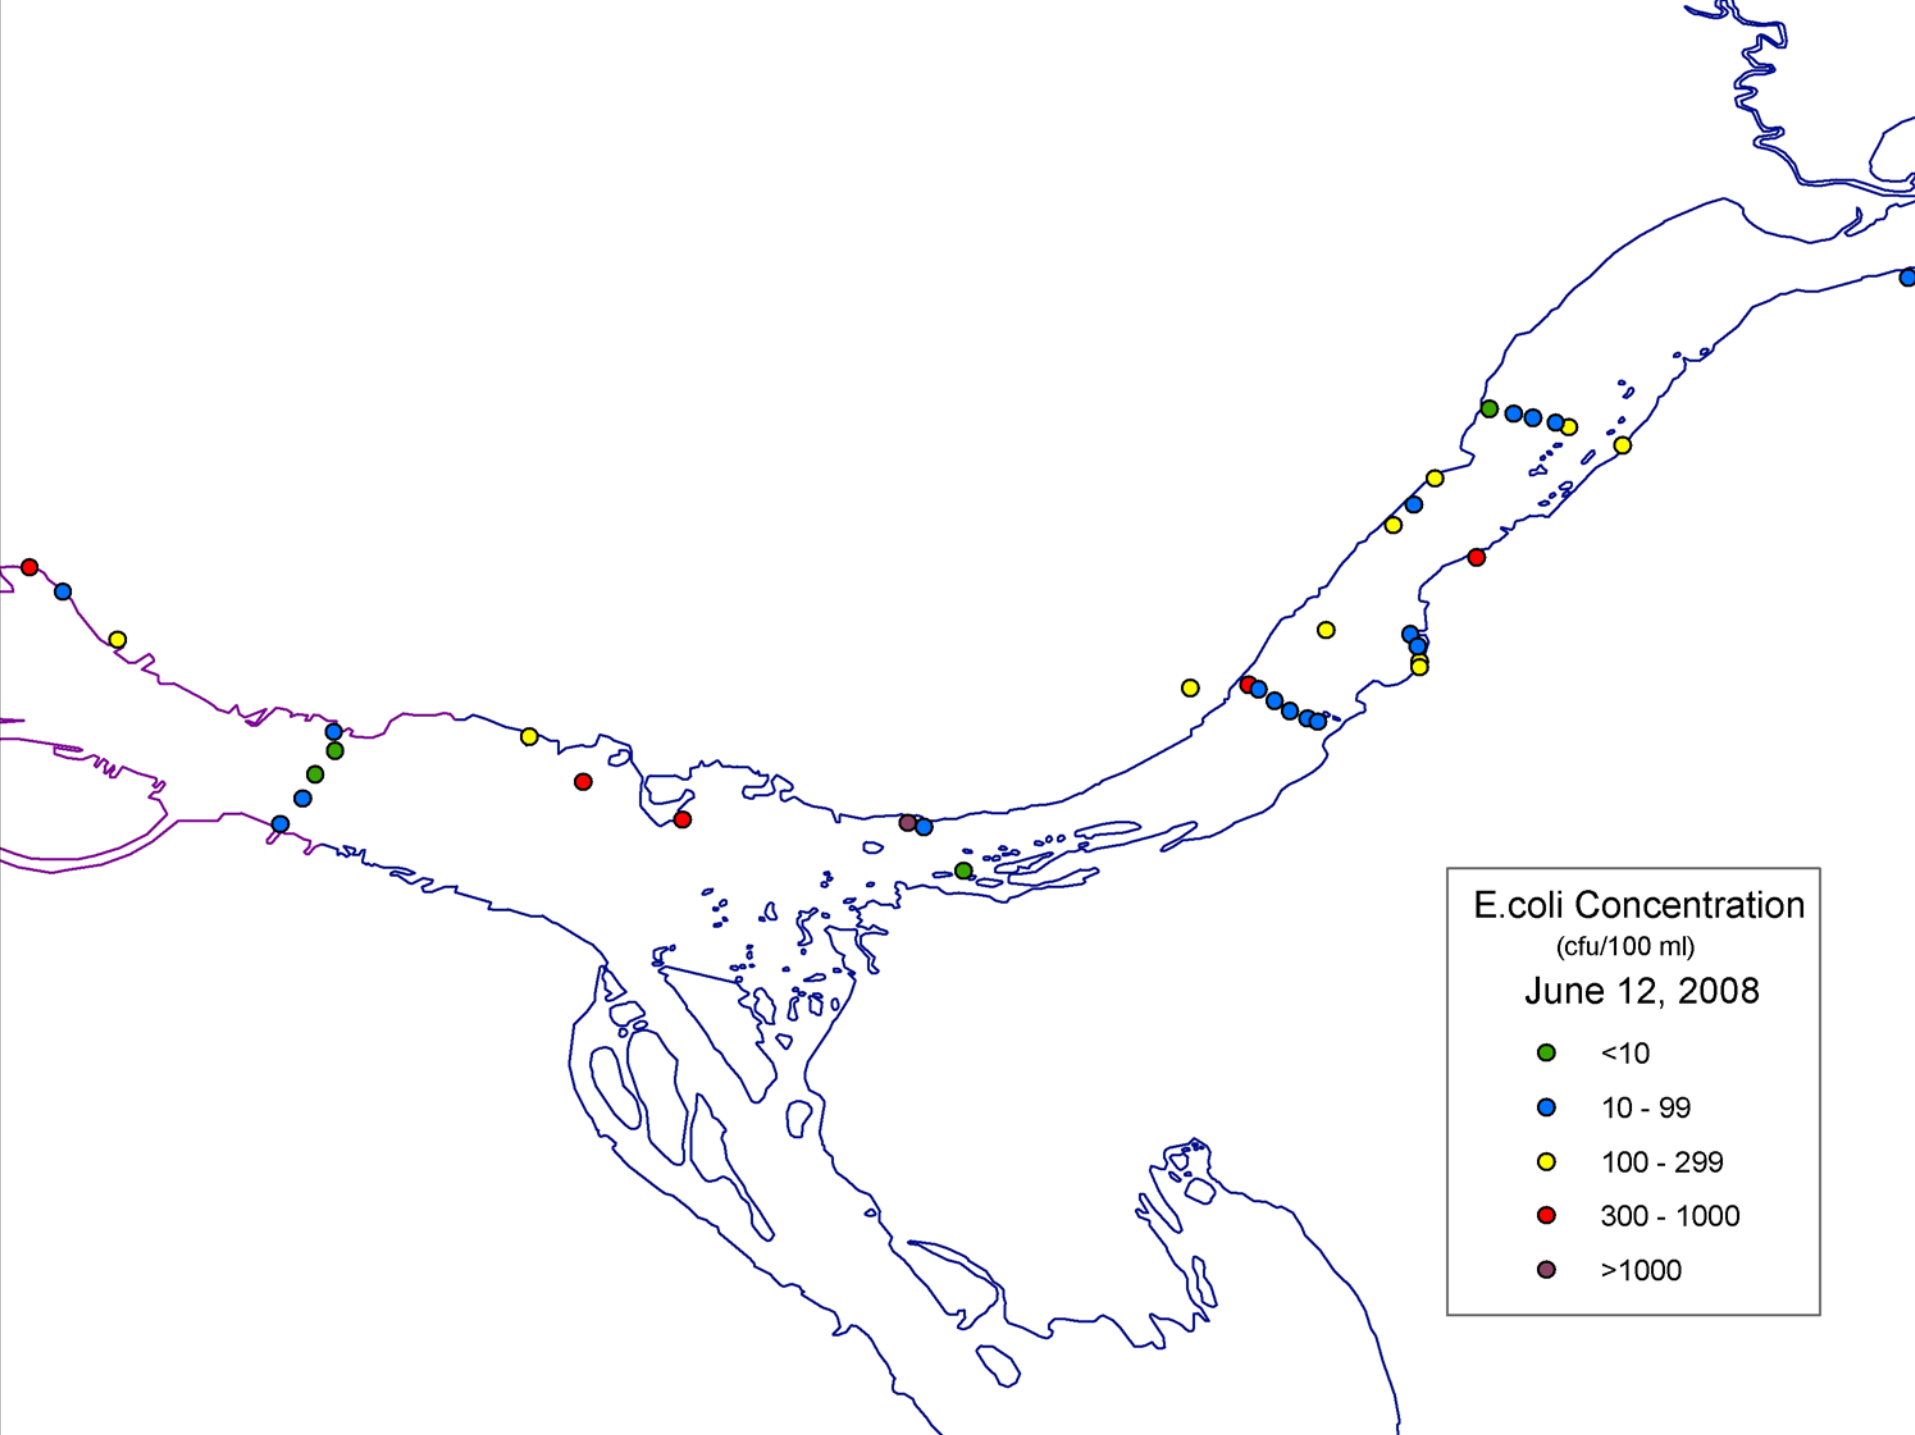 E.coli Concentration
(cfu/100 ml)
June 12, 2008
<10
10 - 99
100 - 299
300 - 1000
>1000